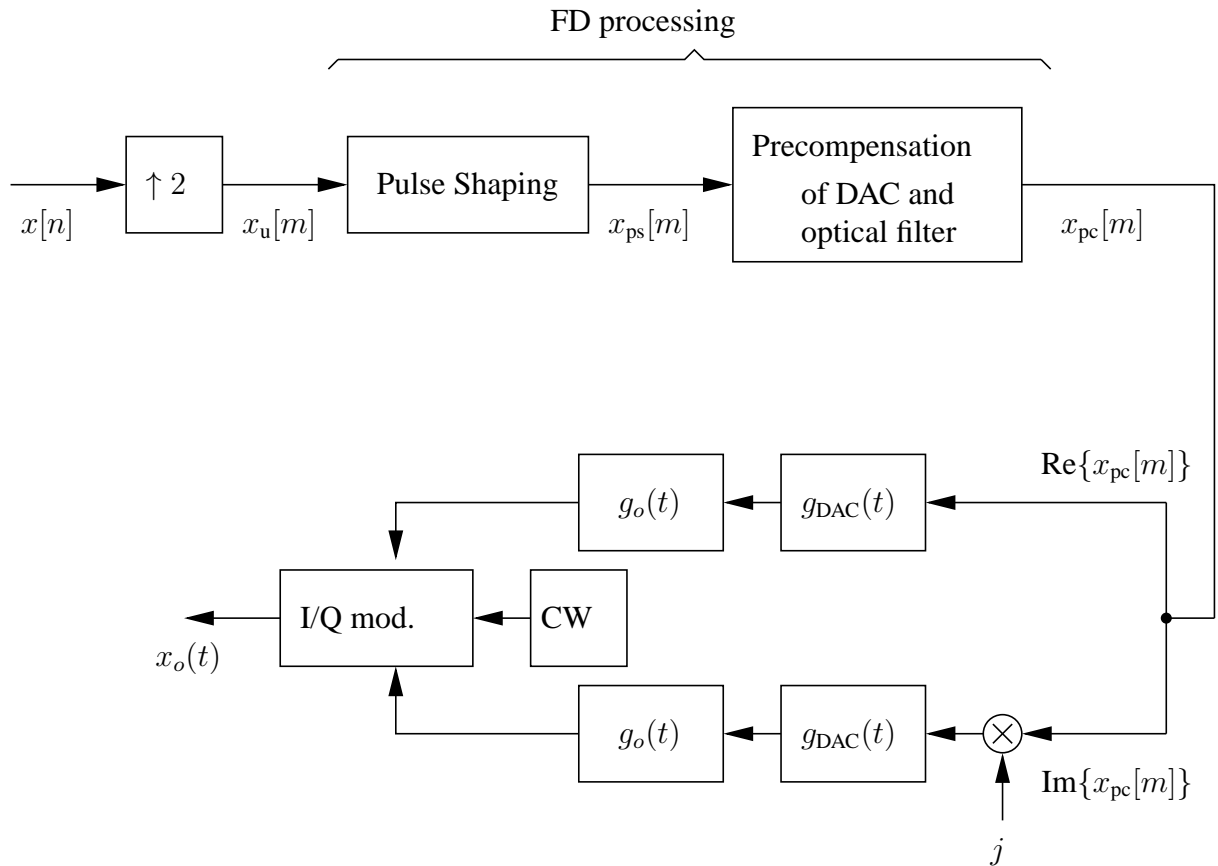 FD processing
↑ 2
Pulse Shaping
Precompensation
of DAC and
optical filter
x[n]
x_u[m]
x_ps[m]
x_pc[m]
Re{x_pc[m]}
g_o(t)
g_DAC(t)
I/Q mod.
CW
x_o(t)
g_o(t)
g_DAC(t)
×
Im{x_pc[m]}
j